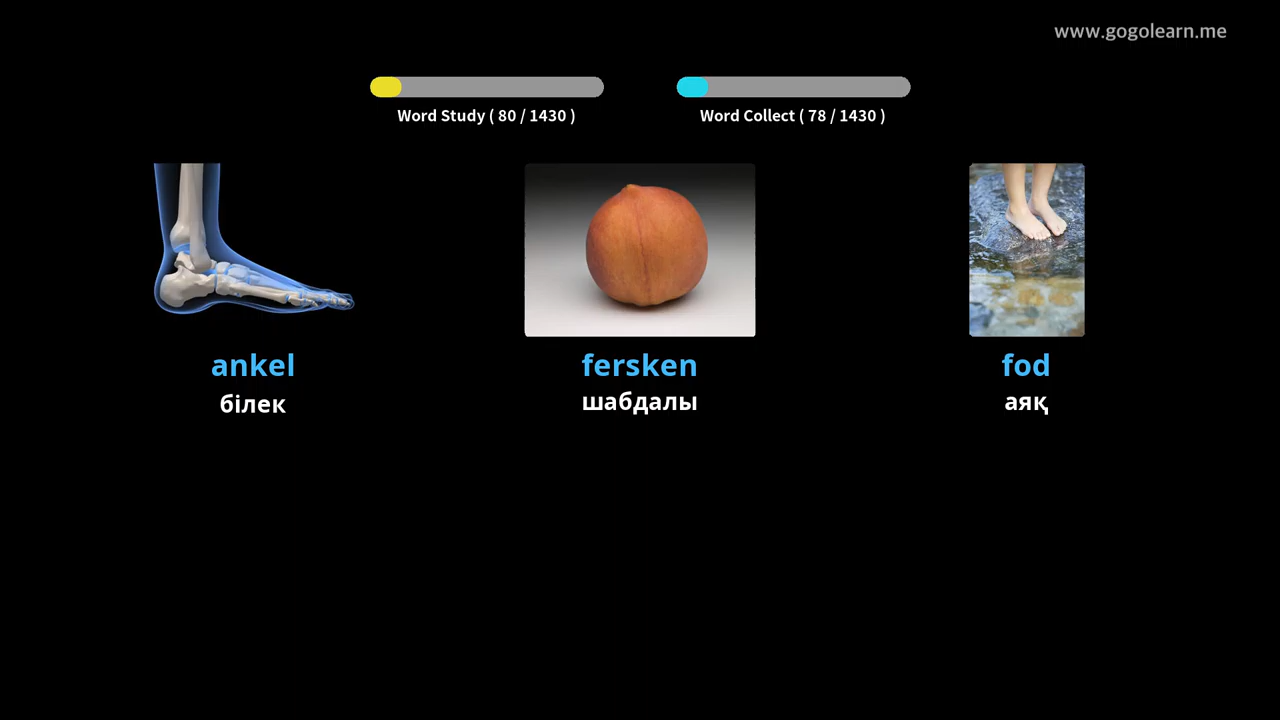 www.gogolearn.me
Word Study ( 80 / 1430 )
Word Collect ( 78 / 1430 )
ankel
fersken
fod
білек
шабдалы
аяқ